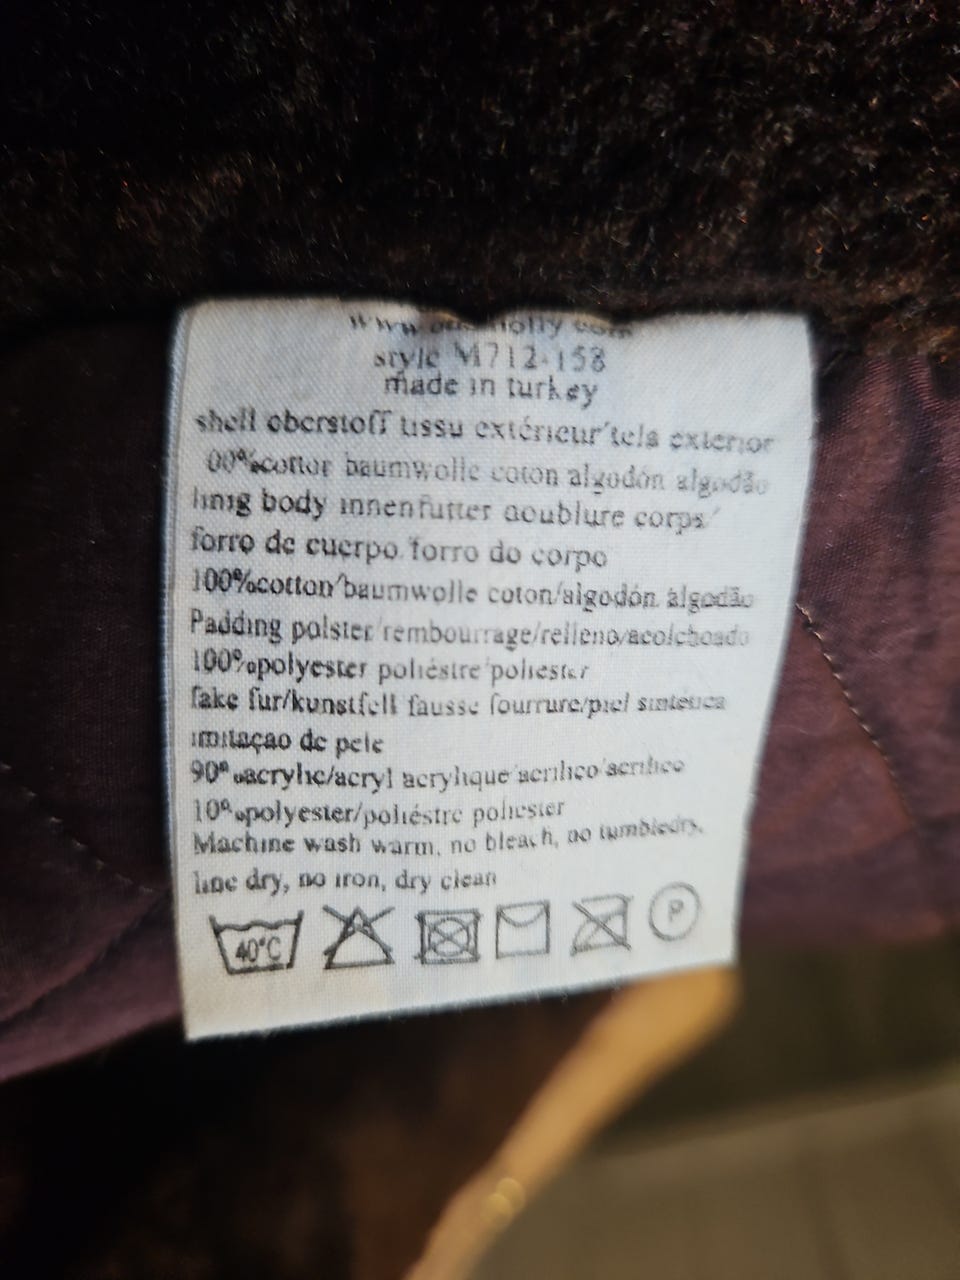 style M712-158
made in turkey
shell oberstoff tissu extérieur/tela exterior
00%cotton baumwolle coton algodón algodão
lining body innenfutter doublure corps/
forro de cuerpo/forro do corpo
100%cotton/baumwolle coton/algodón algodão
Padding polster/rembourrage/relleno/acolchoado
100%polyester poliéstre/poliester
fake fur/kunstfell fausse fourrure/piel sintetica
imitaçao de pele
90%acrylic/acryl acrylique/acrilico/acrilico
10%polyester/poliéstre poliester
Machine wash warm, no bleach, no tumbledry,
line dry, no iron, dry clean
40°C P